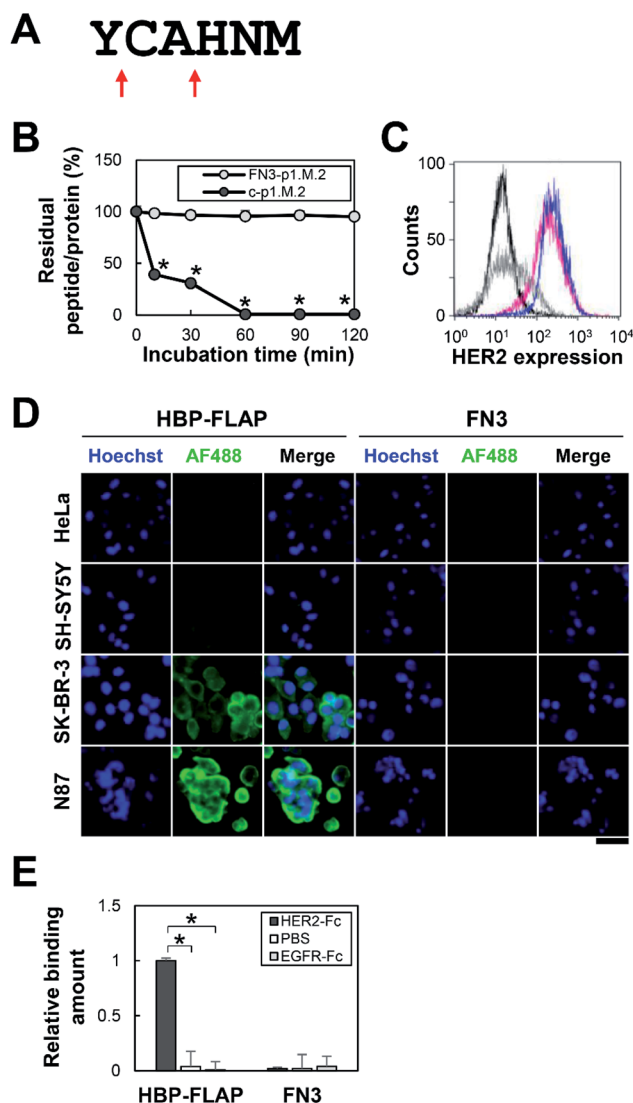 A
YCAHNM
B
Residual
peptide/protein (%)
150
100
50
0
FN3-p1.M.2
c-p1.M.2
*
*
*
*
*
0
30
60
90
120
Incubation time (min)
C
Counts
100
50
0
10⁰
10¹
10²
10³
10⁴
HER2 expression
D
HBP-FLAP
FN3
Hoechst
AF488
Merge
Hoechst
AF488
Merge
HeLa
SH-SY5Y
SK-BR-3
N87
E
Relative binding
amount
1.5
1
0.5
0
*
*
HER2-Fc
PBS
EGFR-Fc
HBP-FLAP
FN3